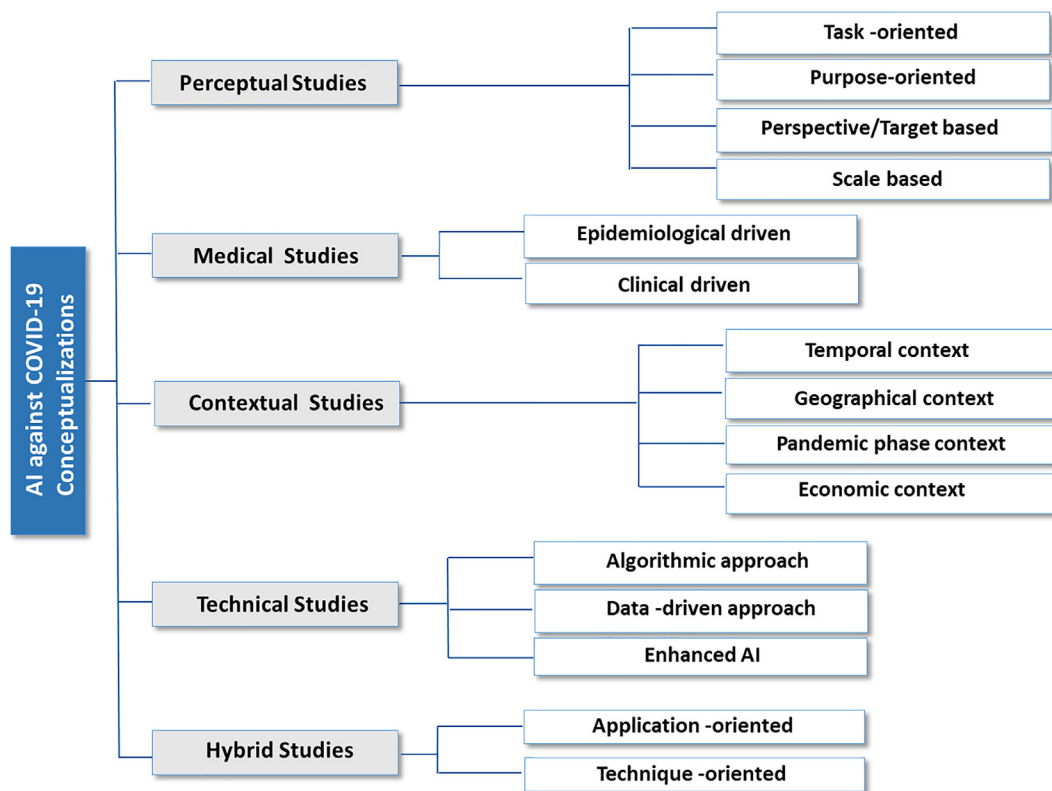 AI against COVID-19
Conceptualizations
Perceptual Studies
Task -oriented
Purpose-oriented
Perspective/Target based
Scale based
Medical Studies
Epidemiological driven
Clinical driven
Contextual Studies
Temporal context
Geographical context
Pandemic phase context
Economic context
Technical Studies
Algorithmic approach
Data -driven approach
Enhanced AI
Hybrid Studies
Application -oriented
Technique -oriented